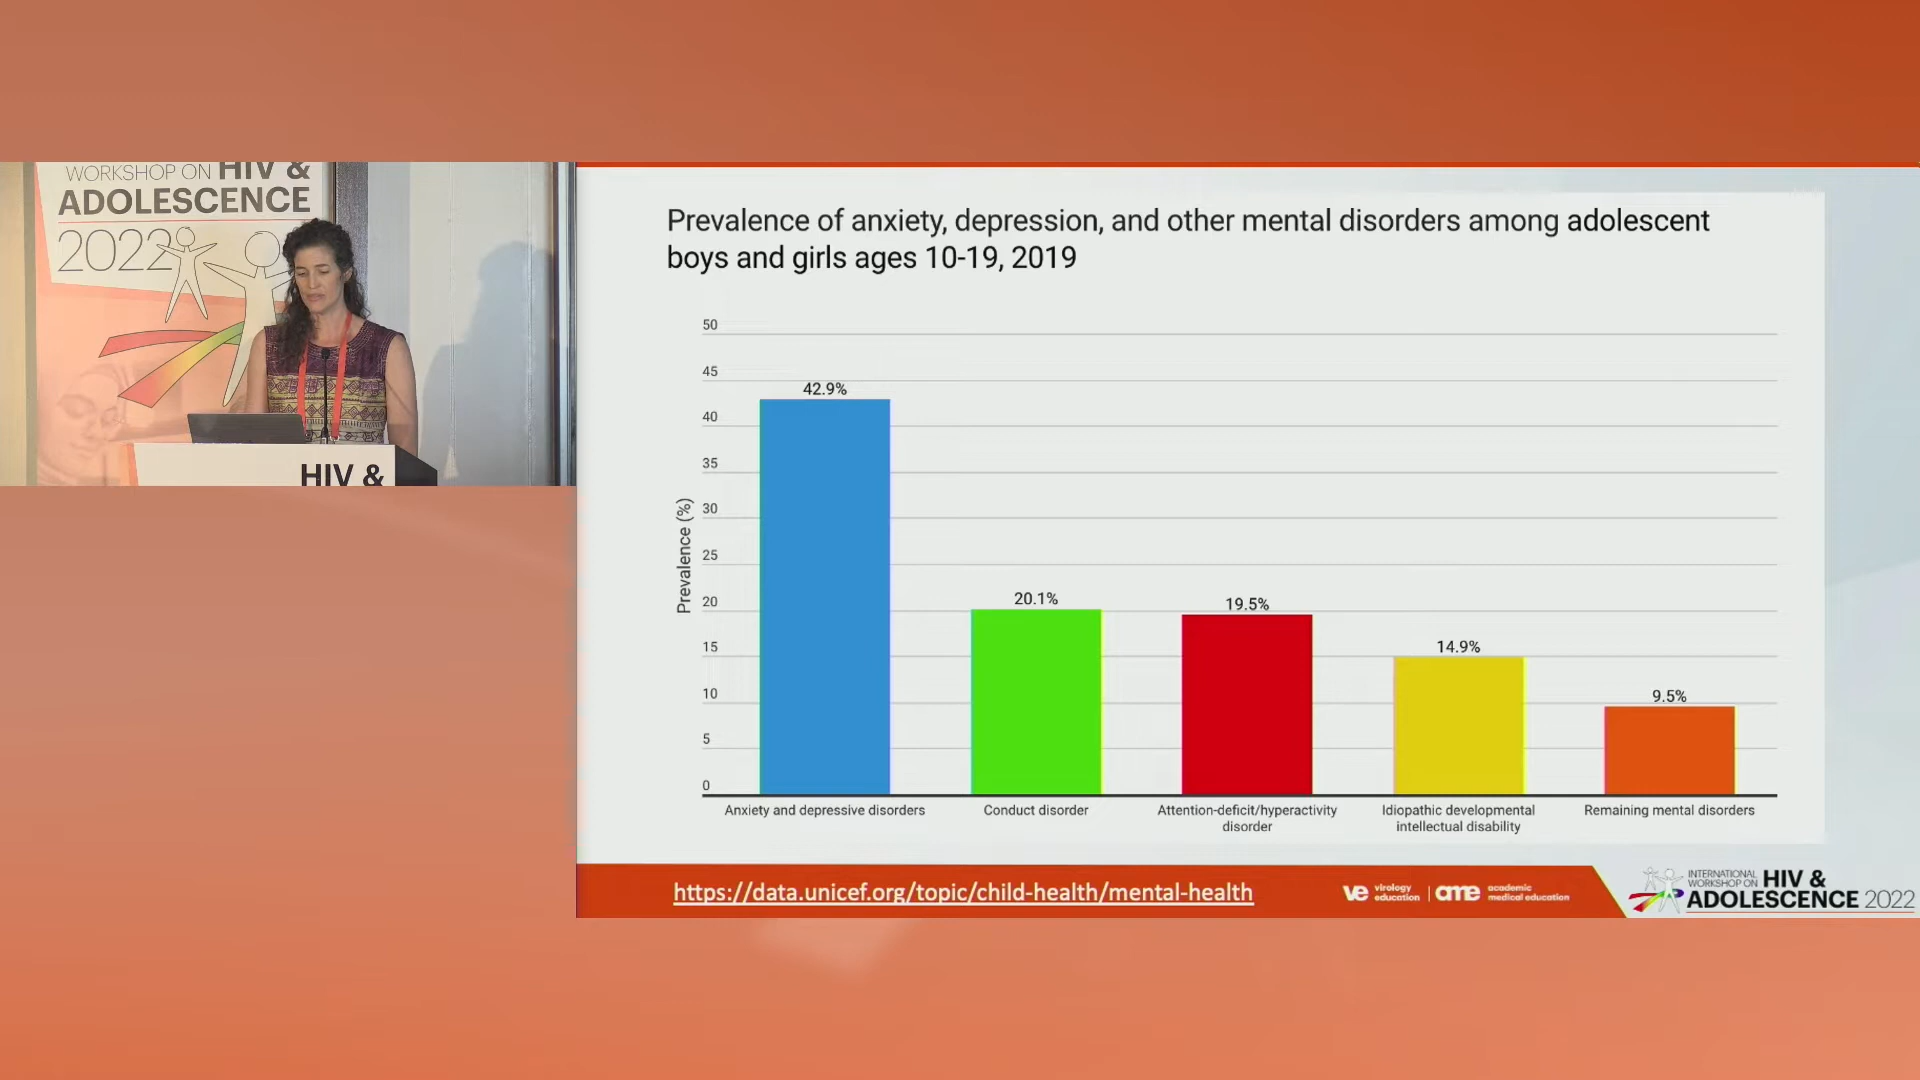 WORKSHOP ON HIV &
ADOLESCENCE
2022
HIV &
Prevalence of anxiety, depression, and other mental disorders among adolescent
boys and girls ages 10-19, 2019
Prevalence (%)
50
45
40
35
30
25
20
15
10
5
0
42.9%
20.1%
19.5%
14.9%
9.5%
Anxiety and depressive disorders
Conduct disorder
Attention-deficit/hyperactivity
disorder
Idiopathic developmental
intellectual disability
Remaining mental disorders
https://data.unicef.org/topic/child-health/mental-health
ve virology
education
ame academic
medical education
INTERNATIONAL
WORKSHOP ON HIV &
ADOLESCENCE 2022